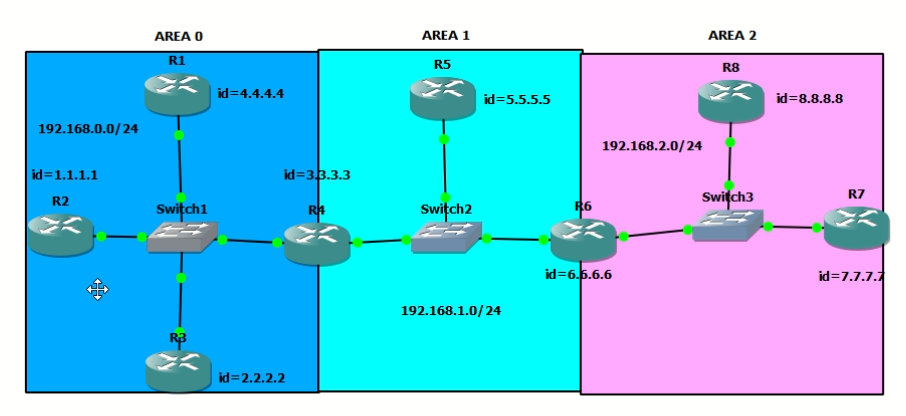 AREA 0
AREA 1
AREA 2
R1
id=4.4.4.4
R5
id=5.5.5.5
R8
id=8.8.8.8
192.168.0.0/24
192.168.2.0/24
id=1.1.1.1
id=3.3.3.3
R2
Switch1
R4
Switch2
R6
Switch3
R7
id=6.6.6.6
id=7.7.7.7
192.168.1.0/24
R3
id=2.2.2.2